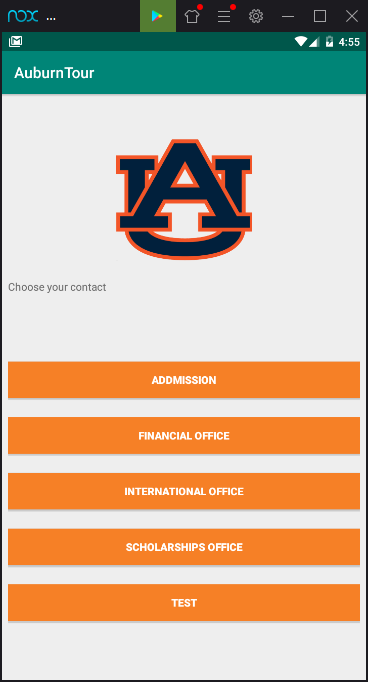 nox ...
4:55
AuburnTour
AU
Choose your contact
ADDMISSION
FINANCIAL OFFICE
INTERNATIONAL OFFICE
SCHOLARSHIPS OFFICE
TEST